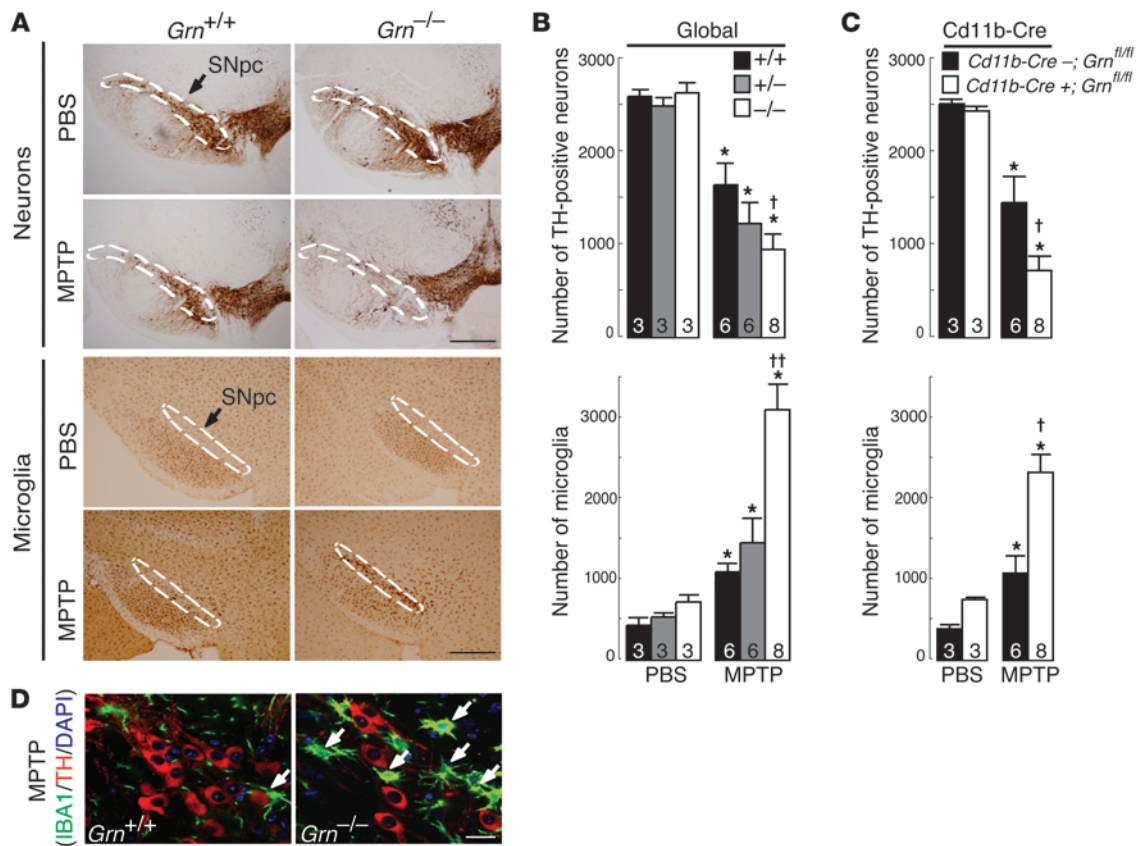 A
Grn+/+
Grn−/−
Neurons
PBS
SNpc
MPTP
Microglia
PBS
SNpc
MPTP
B
Global
+/+
+/−
−/−
Number of TH-positive neurons
3000
2000
1000
0
3 3 3 6 6 8
* * † *
Number of microglia
3000
2000
1000
0
3 3 3 6 6 8
* * †† *
PBS MPTP
C
Cd11b-Cre
Cd11b-Cre −; Grnfl/fl
Cd11b-Cre +; Grnfl/fl
Number of TH-positive neurons
3000
2000
1000
0
3 3 6 8
* † *
Number of microglia
3000
2000
1000
0
3 3 6 8
* † *
PBS MPTP
D
MPTP
(IBA1/TH/DAPI)
Grn+/+
Grn−/−